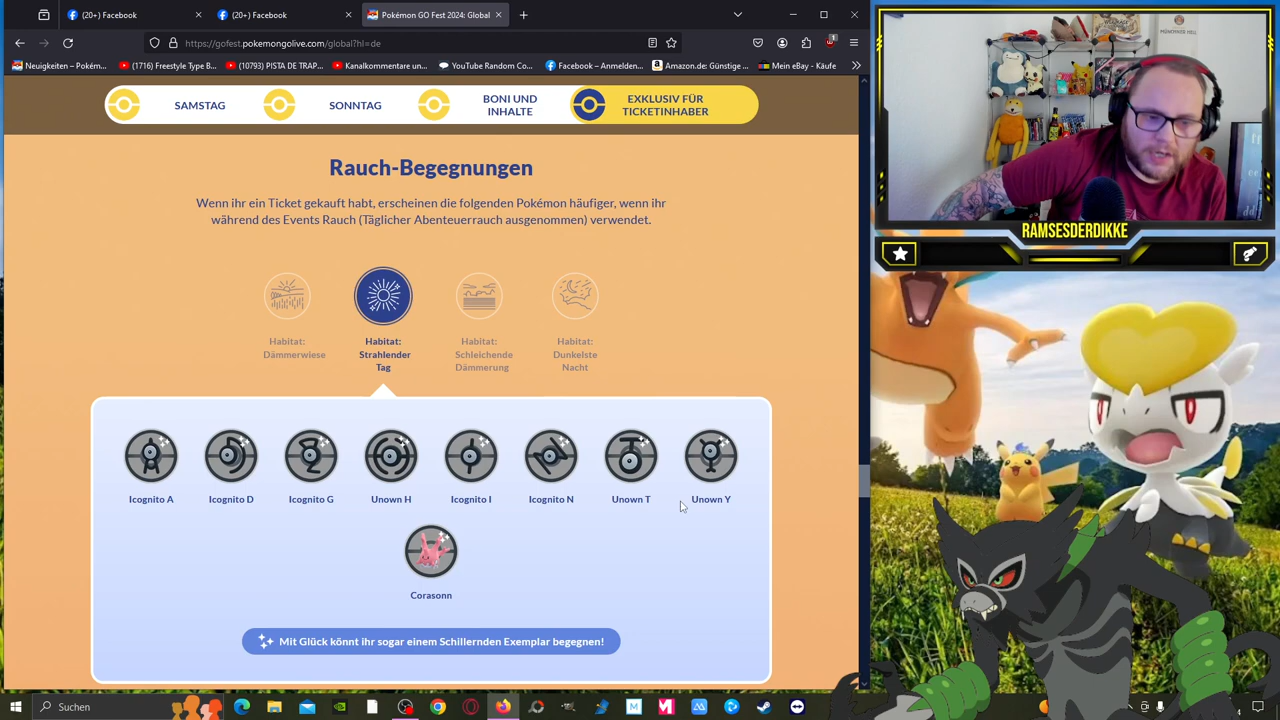 (20+) Facebook
(20+) Facebook
Pokémon GO Fest 2024: Global
https://gofest.pokemongolive.com/global?hl=de
1
Neuigkeiten – Pokém...
(1716) Freestyle Type B...
(10793) PISTA DE TRAP...
Kanalkommentare un...
YouTube Random Co...
Facebook – Anmelden...
Amazon.de: Günstige ...
Mein eBay - Käufe
SAMSTAG
SONNTAG
BONI UND
INHALTE
EXKLUSIV FÜR
TICKETINHABER
Rauch-Begegnungen
Wenn ihr ein Ticket gekauft habt, erscheinen die folgenden Pokémon häufiger, wenn ihr
während des Events Rauch (Täglicher Abenteuerrauch ausgenommen) verwendet.
Habitat:
Dämmerwiese
Habitat:
Strahlender
Tag
Habitat:
Schleichende
Dämmerung
Habitat:
Dunkelste
Nacht
Icognito A
Icognito D
Icognito G
Unown H
Icognito I
Icognito N
Unown T
Unown Y
Corasonn
Mit Glück könnt ihr sogar einem Schillernden Exemplar begegnen!
RAMSESDERDIKKE
Suchen